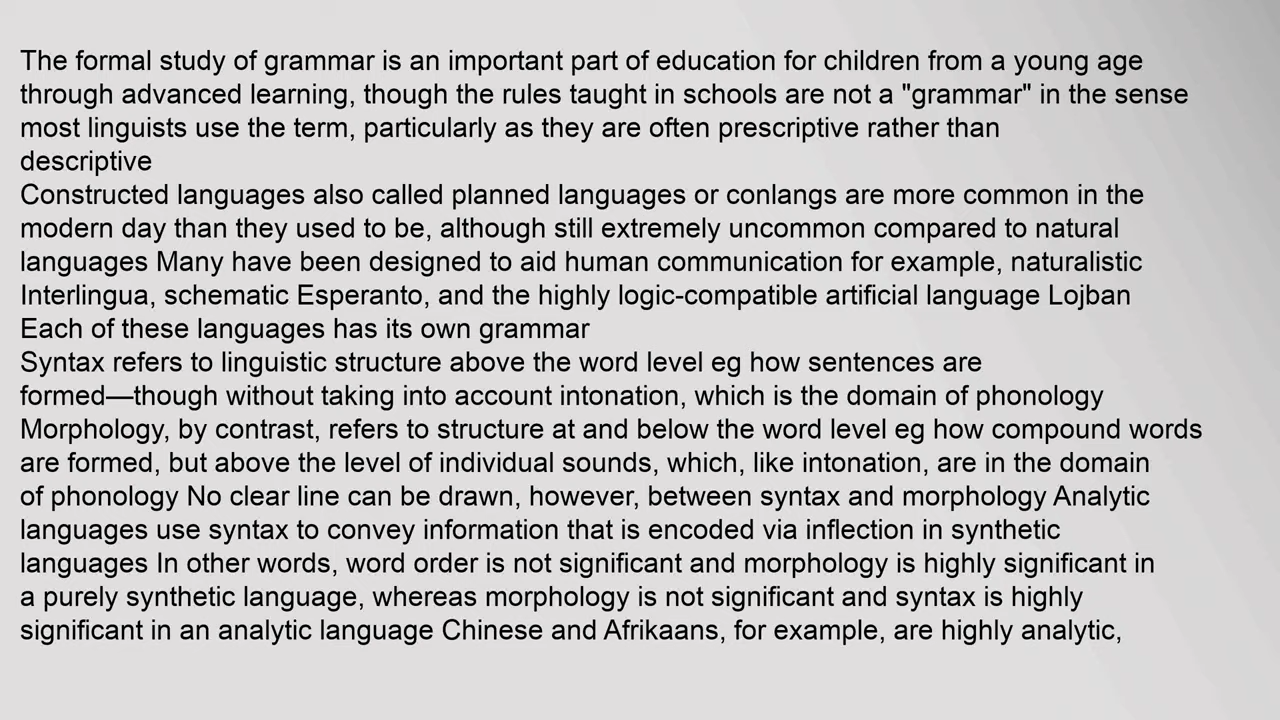 The formal study of grammar is an important part of education for children from a young age
through advanced learning, though the rules taught in schools are not a "grammar" in the sense
most linguists use the term, particularly as they are often prescriptive rather than
descriptive
Constructed languages also called planned languages or conlangs are more common in the
modern day than they used to be, although still extremely uncommon compared to natural
languages Many have been designed to aid human communication for example, naturalistic
Interlingua, schematic Esperanto, and the highly logic-compatible artificial language Lojban
Each of these languages has its own grammar
Syntax refers to linguistic structure above the word level eg how sentences are
formed—though without taking into account intonation, which is the domain of phonology
Morphology, by contrast, refers to structure at and below the word level eg how compound words
are formed, but above the level of individual sounds, which, like intonation, are in the domain
of phonology No clear line can be drawn, however, between syntax and morphology Analytic
languages use syntax to convey information that is encoded via inflection in synthetic
languages In other words, word order is not significant and morphology is highly significant in
a purely synthetic language, whereas morphology is not significant and syntax is highly
significant in an analytic language Chinese and Afrikaans, for example, are highly analytic,